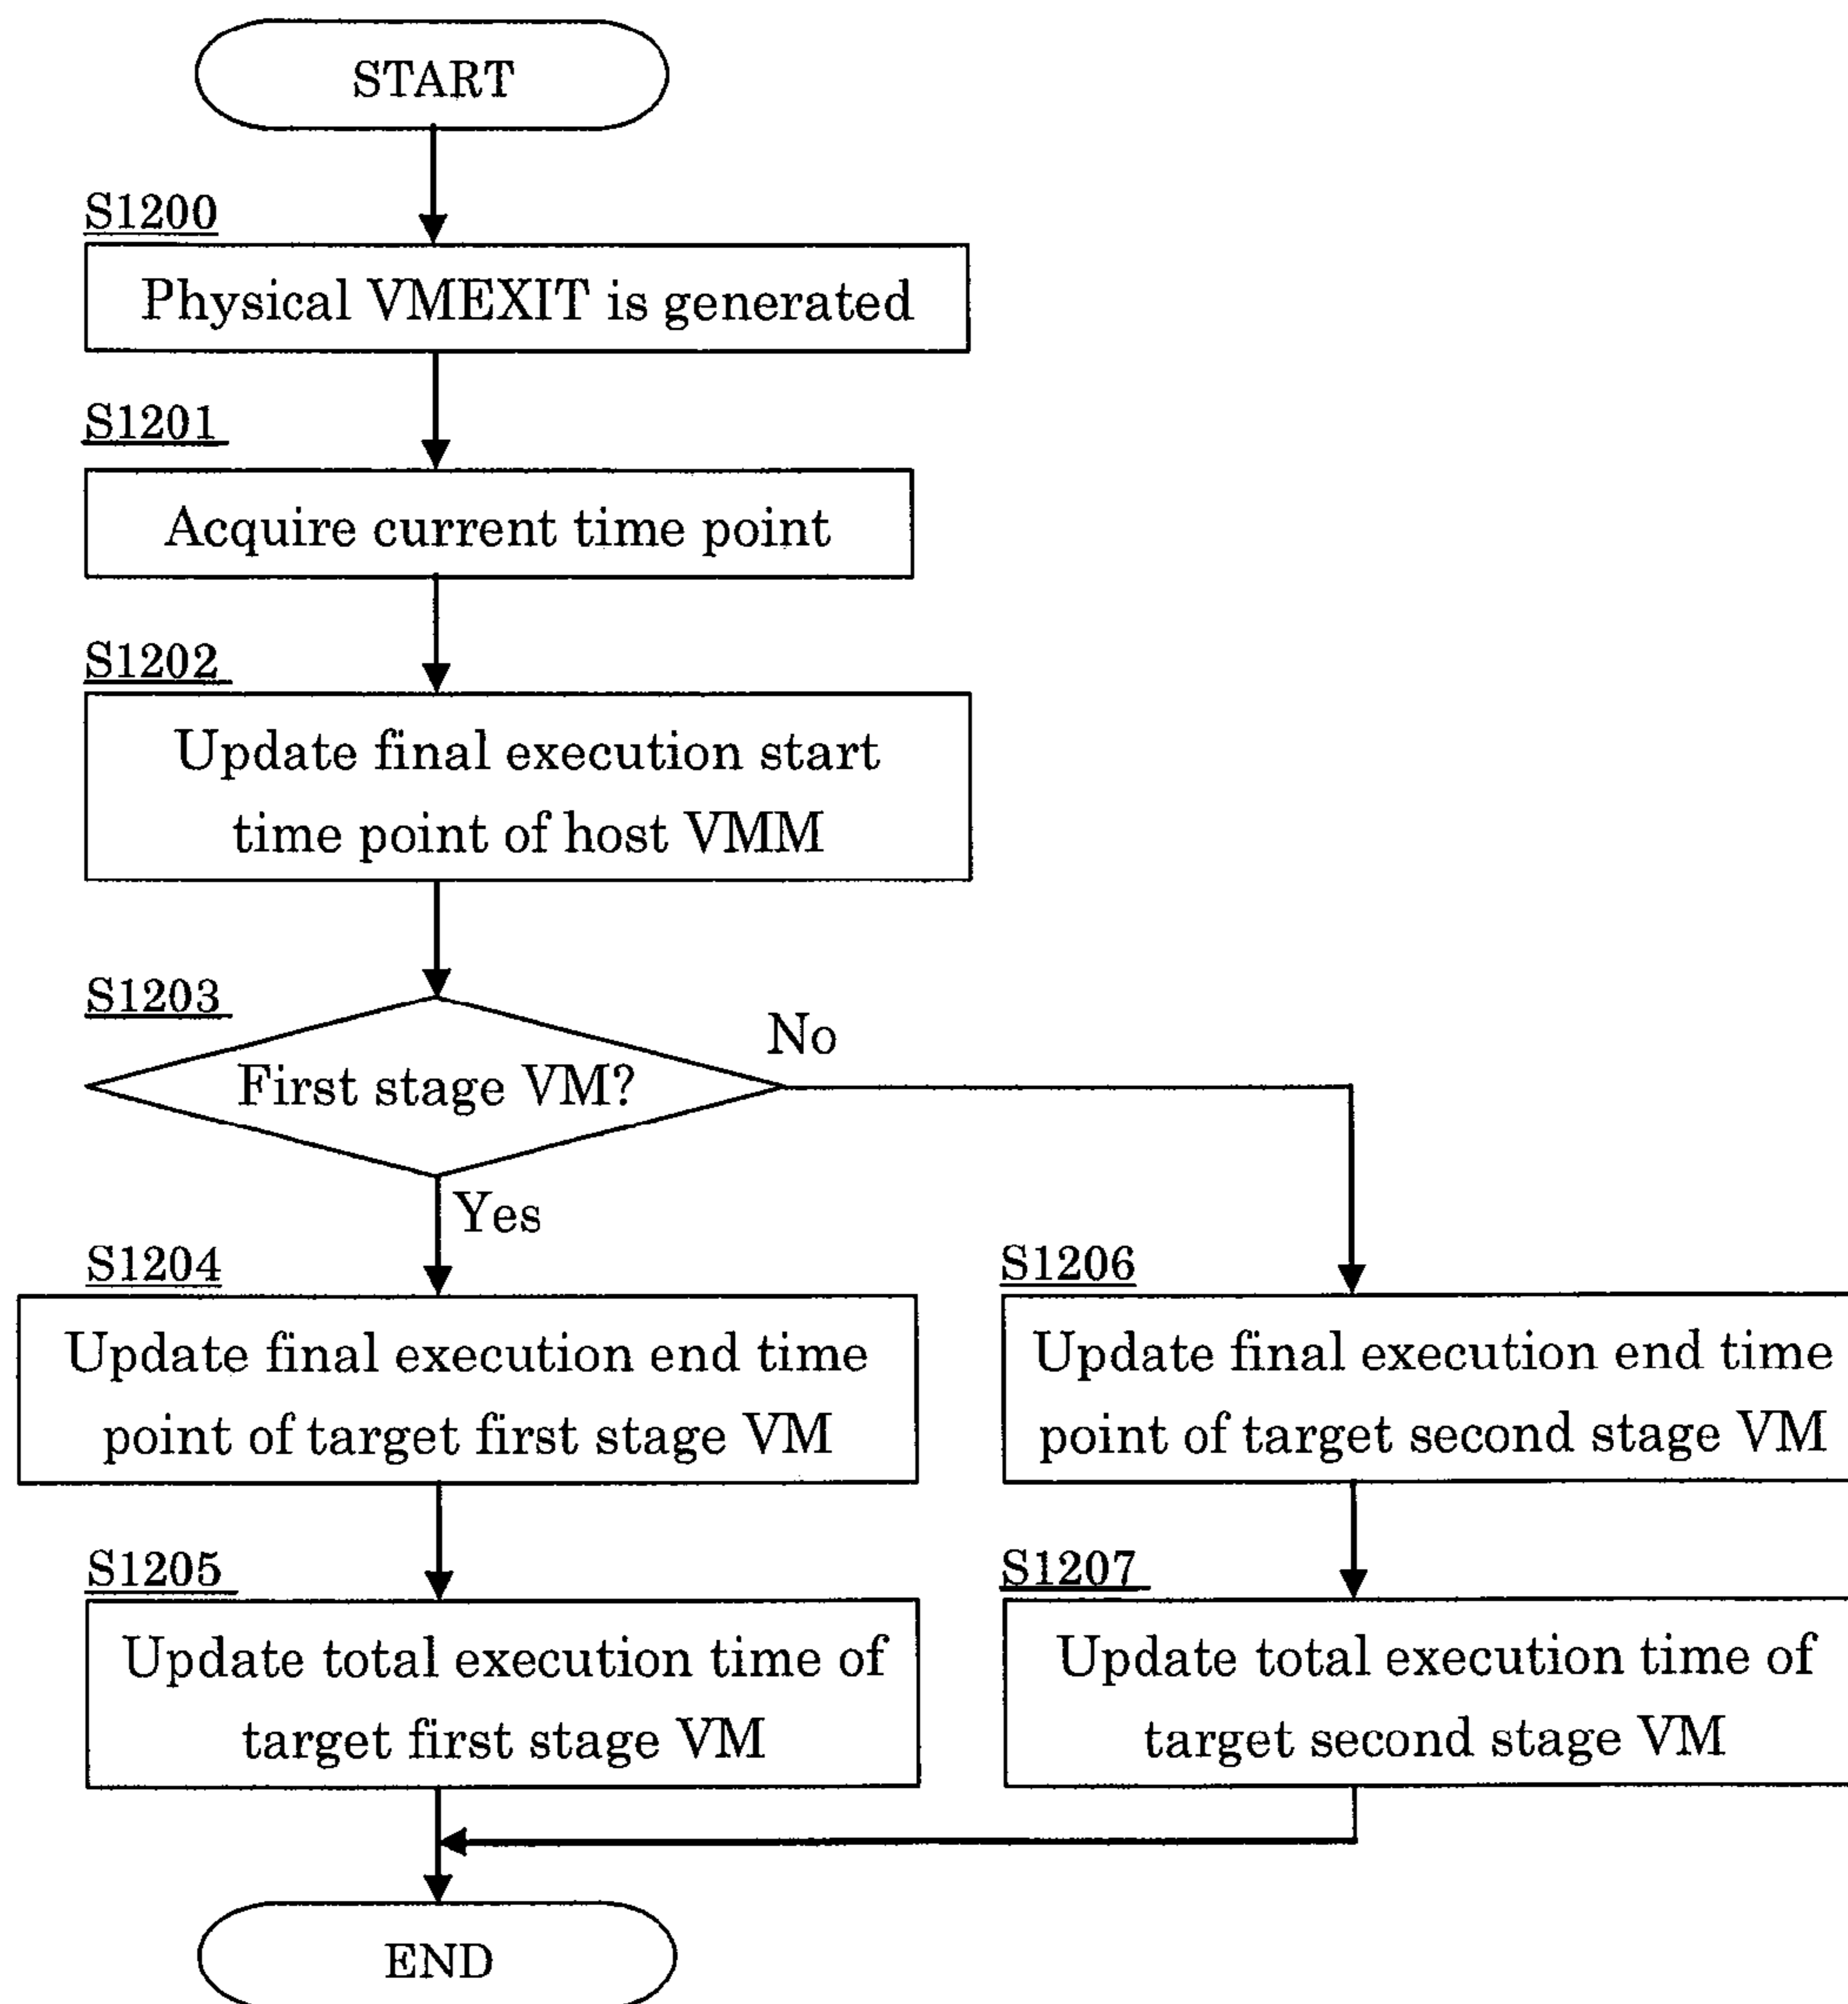 START
S1200
Physical VMEXIT is generated
S1201
Acquire current time point
S1202
Update final execution start
time point of host VMM
S1203
First stage VM?
No
Yes
S1204
Update final execution end time
point of target first stage VM
S1206
Update final execution end time
point of target second stage VM
S1205
Update total execution time of
target first stage VM
S1207
Update total execution time of
target second stage VM
END